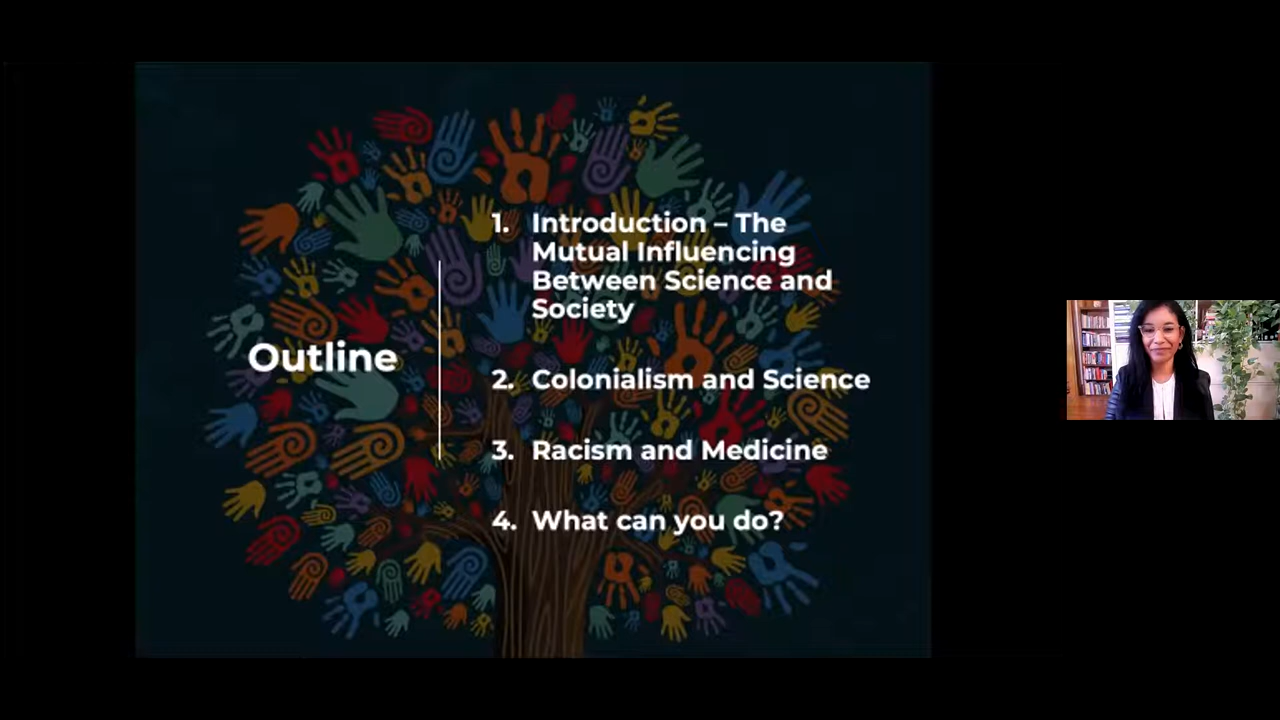 Outline
1. Introduction – The
Mutual Influencing
Between Science and
Society
2. Colonialism and Science
3. Racism and Medicine
4. What can you do?